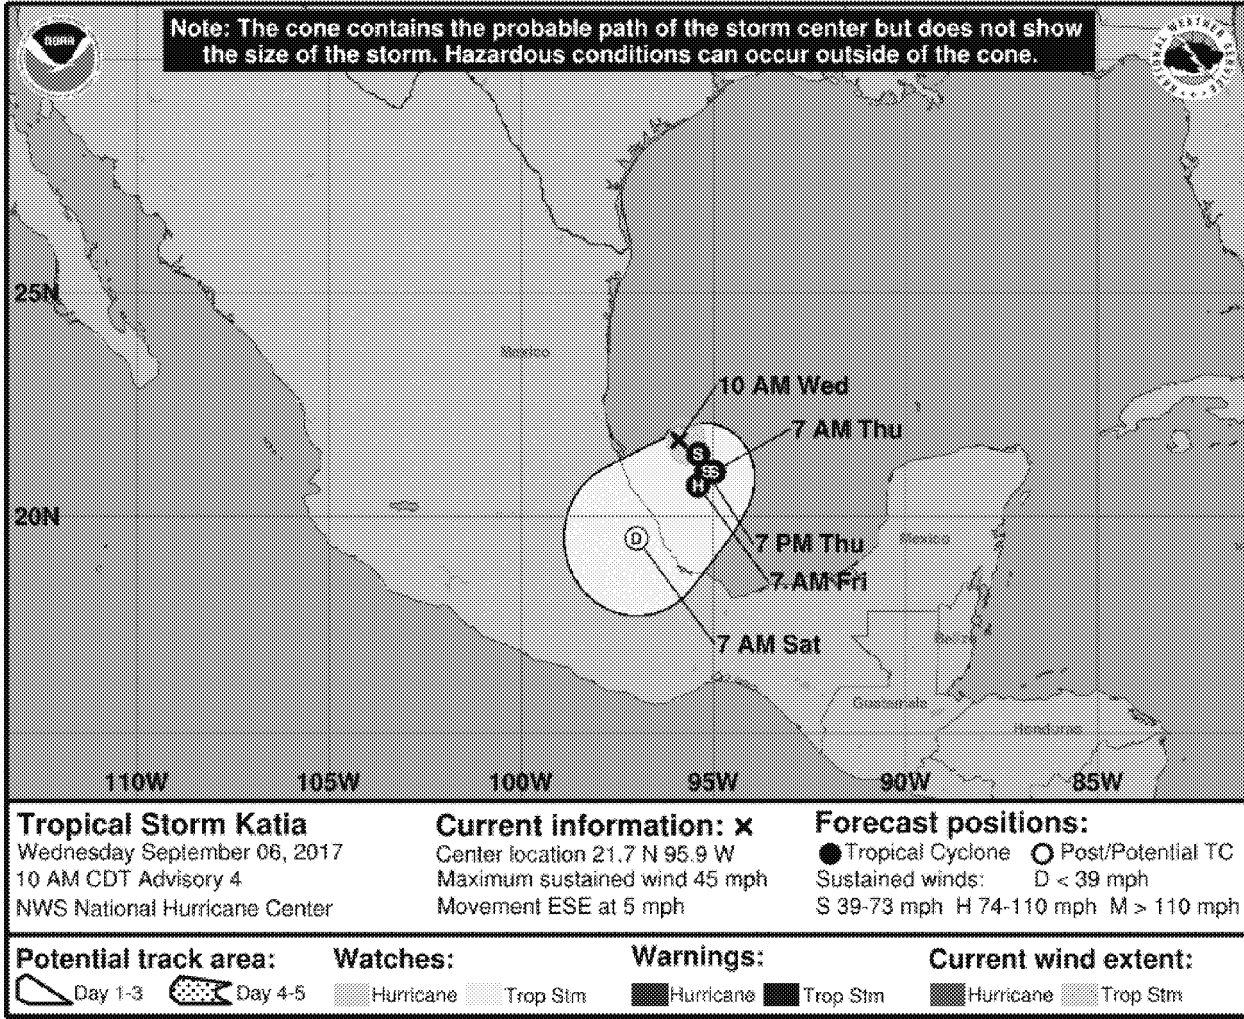 Note: The cone contains the probable path of the storm center but does not show
the size of the storm. Hazardous conditions can occur outside of the cone.
NOAA
25N
Mexico
10 AM Wed
7 AM Thu
S
S
S
H
20N
D
7 PM Thu
Mexico
7 AM Fri
7 AM Sat
Belize
Guatemala
Honduras
110W 105W 100W 95W 90W 85W
Tropical Storm Katia
Wednesday September 06, 2017
10 AM CDT Advisory 4
NWS National Hurricane Center
Current information: x
Center location 21.7 N 95.9 W
Maximum sustained wind 45 mph
Movement ESE at 5 mph
Forecast positions:
Tropical Cyclone Post/Potential TC
Sustained winds: D < 39 mph
S 39-73 mph H 74-110 mph M > 110 mph
Potential track area:
Day 1-3 Day 4-5
Watches:
Hurricane Trop Stm
Warnings:
Hurricane Trop Stm
Current wind extent:
Hurricane Trop Stm